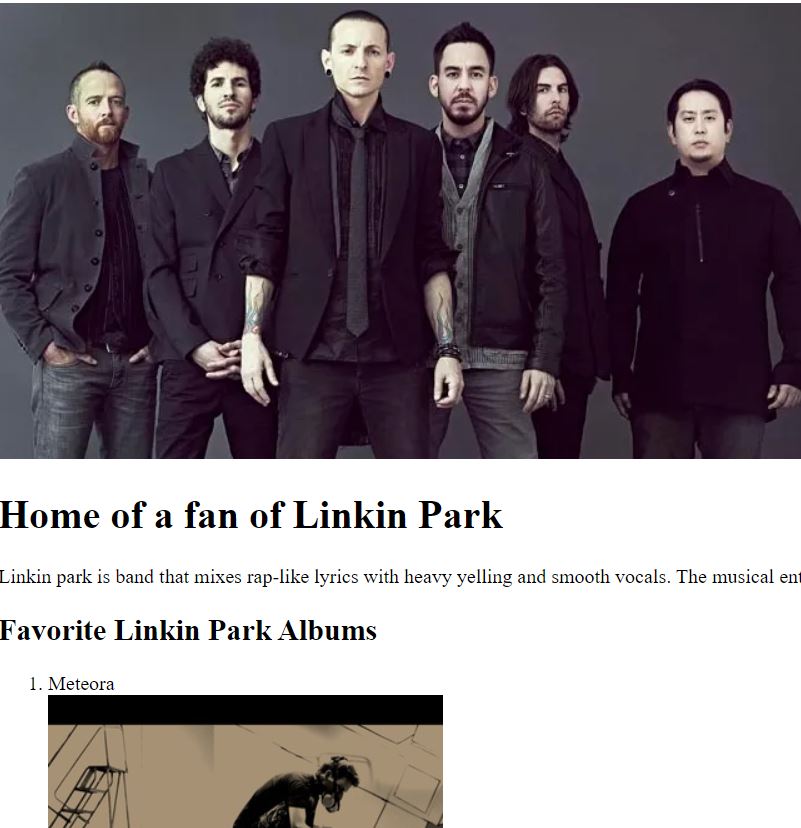 Home of a fan of Linkin Park
Linkin park is band that mixes rap-like lyrics with heavy yelling and smooth vocals. The musical ent
Favorite Linkin Park Albums
1. Meteora